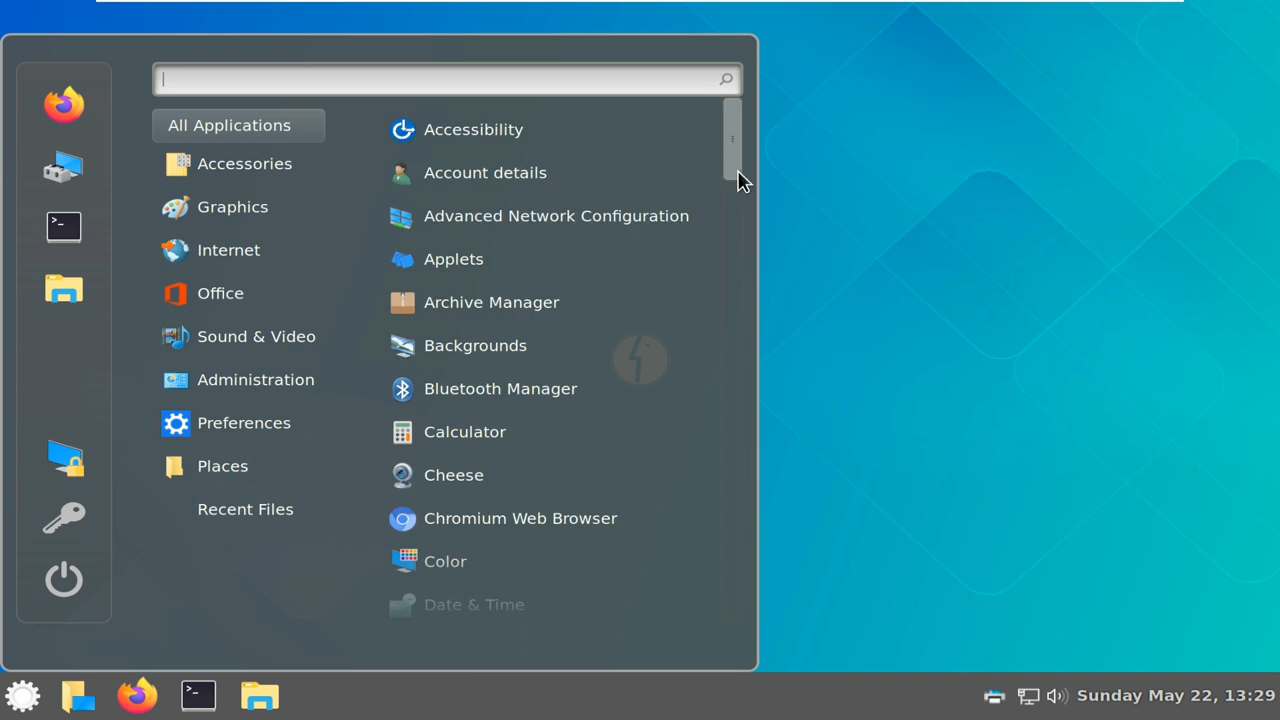 All Applications
Accessories
Graphics
Internet
Office
Sound & Video
Administration
Preferences
Places
Recent Files
Accessibility
Account details
Advanced Network Configuration
Applets
Archive Manager
Backgrounds
Bluetooth Manager
Calculator
Cheese
Chromium Web Browser
Color
Date & Time
Sunday May 22, 13:29